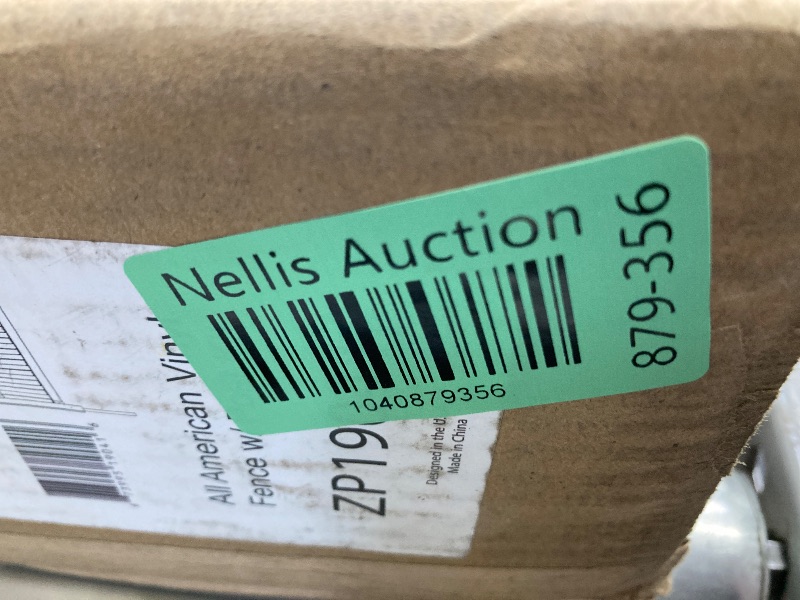 Nellis Auction
1040879356
879-356
All American Vinyl
Fence w/
ZP19
Designed in the U.
Made in China